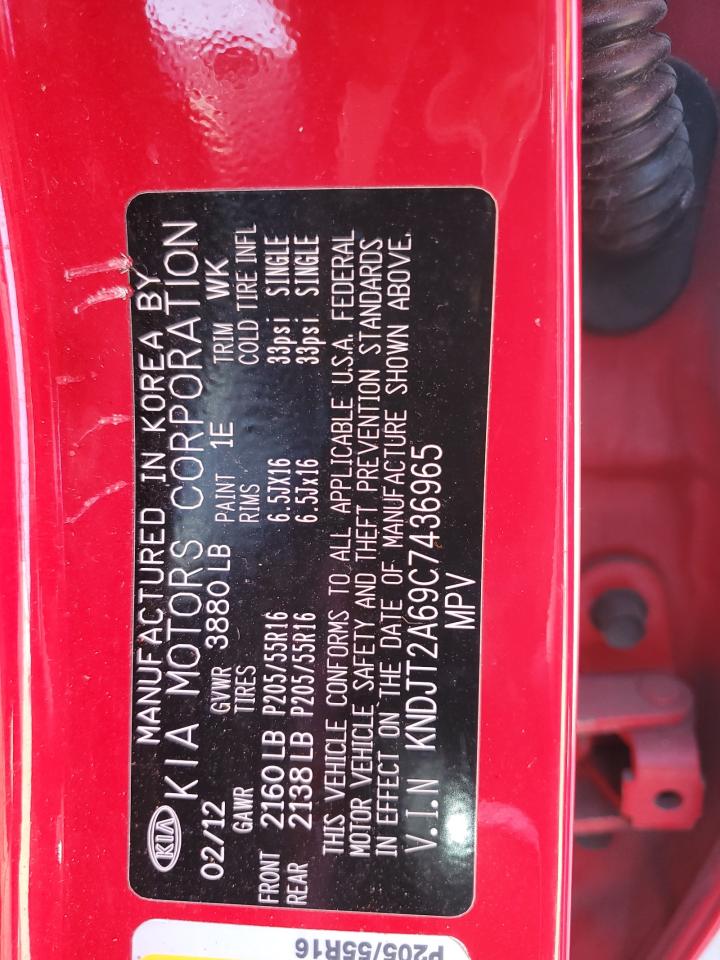 KIA
MANUFACTURED IN KOREA BY
KIA MOTORS CORPORATION
02/12 GVWR 3880 LB PAINT 1E TRIM WK
GAWR TIRES RIMS COLD TIRE INFL
FRONT 2160 LB P205/55R16 6.5JX16 33psi SINGLE
REAR 2138 LB P205/55R16 6.5Jx16 33psi SINGLE
THIS VEHICLE CONFORMS TO ALL APPLICABLE U.S.A. FEDERAL
MOTOR VEHICLE SAFETY AND THEFT PREVENTION STANDARDS
IN EFFECT ON THE DATE OF MANUFACTURE SHOWN ABOVE.
V.I.N KNDJT2A69C7436965
MPV
P205/55R16